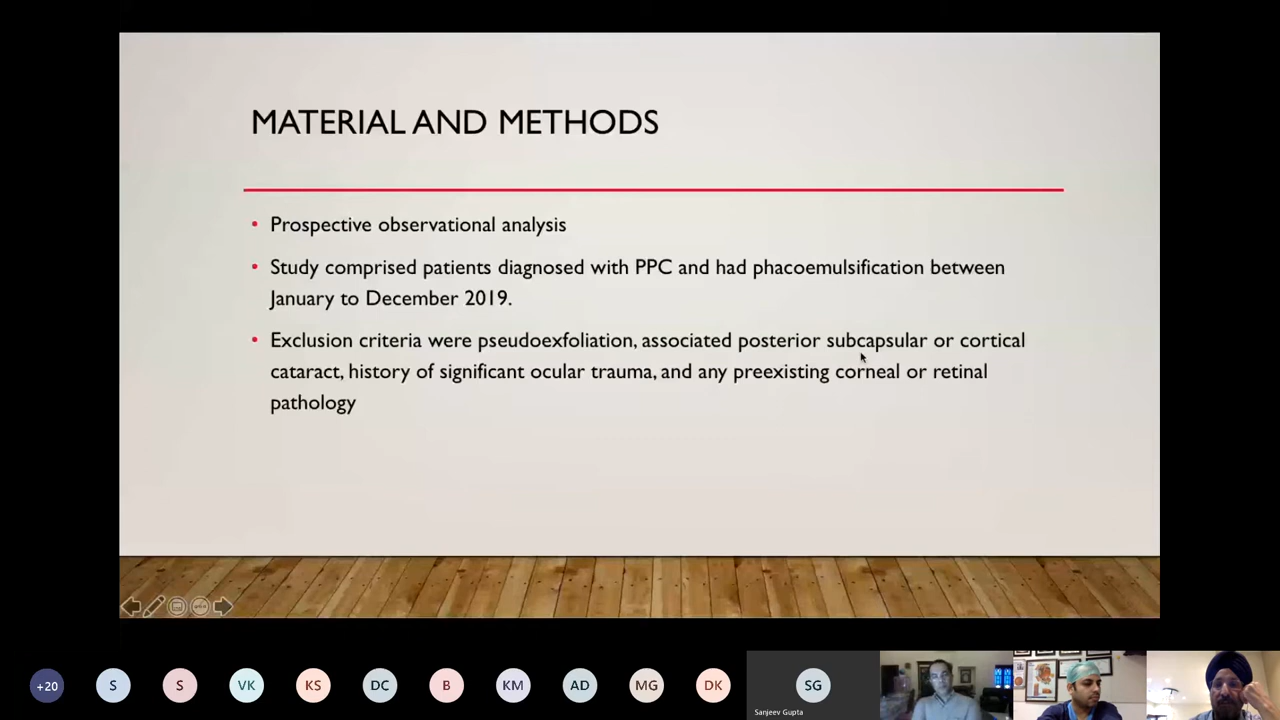 MATERIAL AND METHODS
• Prospective observational analysis
• Study comprised patients diagnosed with PPC and had phacoemulsification between
January to December 2019.
• Exclusion criteria were pseudoexfoliation, associated posterior subcapsular or cortical
cataract, history of significant ocular trauma, and any preexisting corneal or retinal
pathology
+20
S
S
VK
KS
DC
B
KM
AD
MG
DK
SG
Sanjeev Gupta